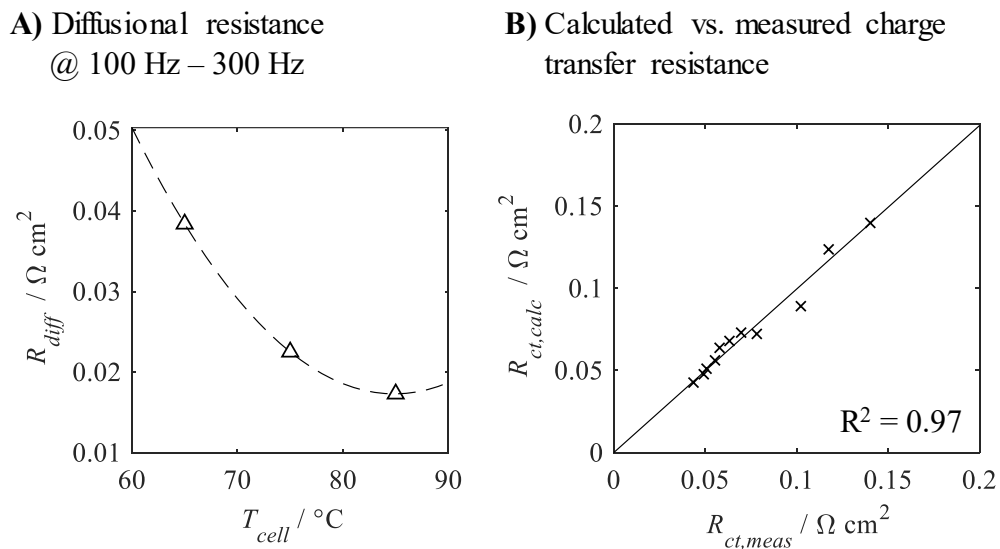 A) Diffusional resistance
@ 100 Hz – 300 Hz
0.05
0.04
0.03
0.02
0.01
60
70
80
90
R_diff / Ω cm²
T_cell / °C
B) Calculated vs. measured charge
transfer resistance
0.2
0.15
0.1
0.05
0
0
0.05
0.1
0.15
0.2
R_ct,calc / Ω cm²
R_ct,meas / Ω cm²
R² = 0.97